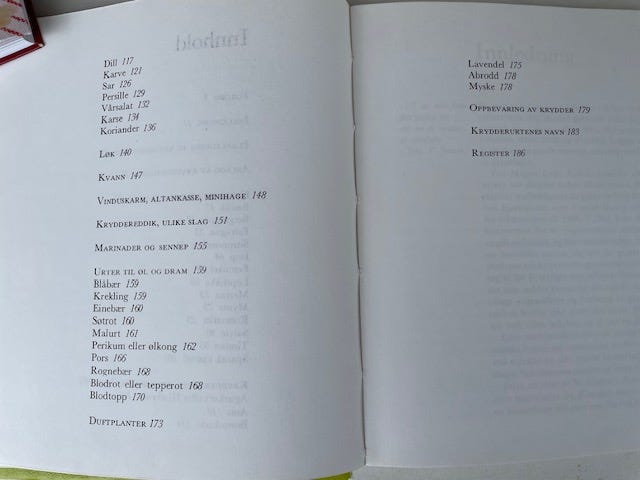 Dill 117
Karve 121
Sar 126
Persille 129
Vårsalat 132
Karse 134
Koriander 136
Løk 140
Kvann 147
Vinduskarm, altankasse, minihage 148
Kryddereddik, ulike slag 151
Marinader og sennep 155
Urter til øl og dram 159
Blåbær 159
Krekling 159
Einebær 160
Søtrot 160
Malurt 161
Perikum eller ølkong 162
Pors 166
Rognebær 168
Blodrot eller tepperot 168
Blodtopp 170
Duftplanter 173
Lavendel 175
Abrodd 178
Myske 178
Oppbevaring av krydder 179
Krydderurtenes navn 183
Register 186